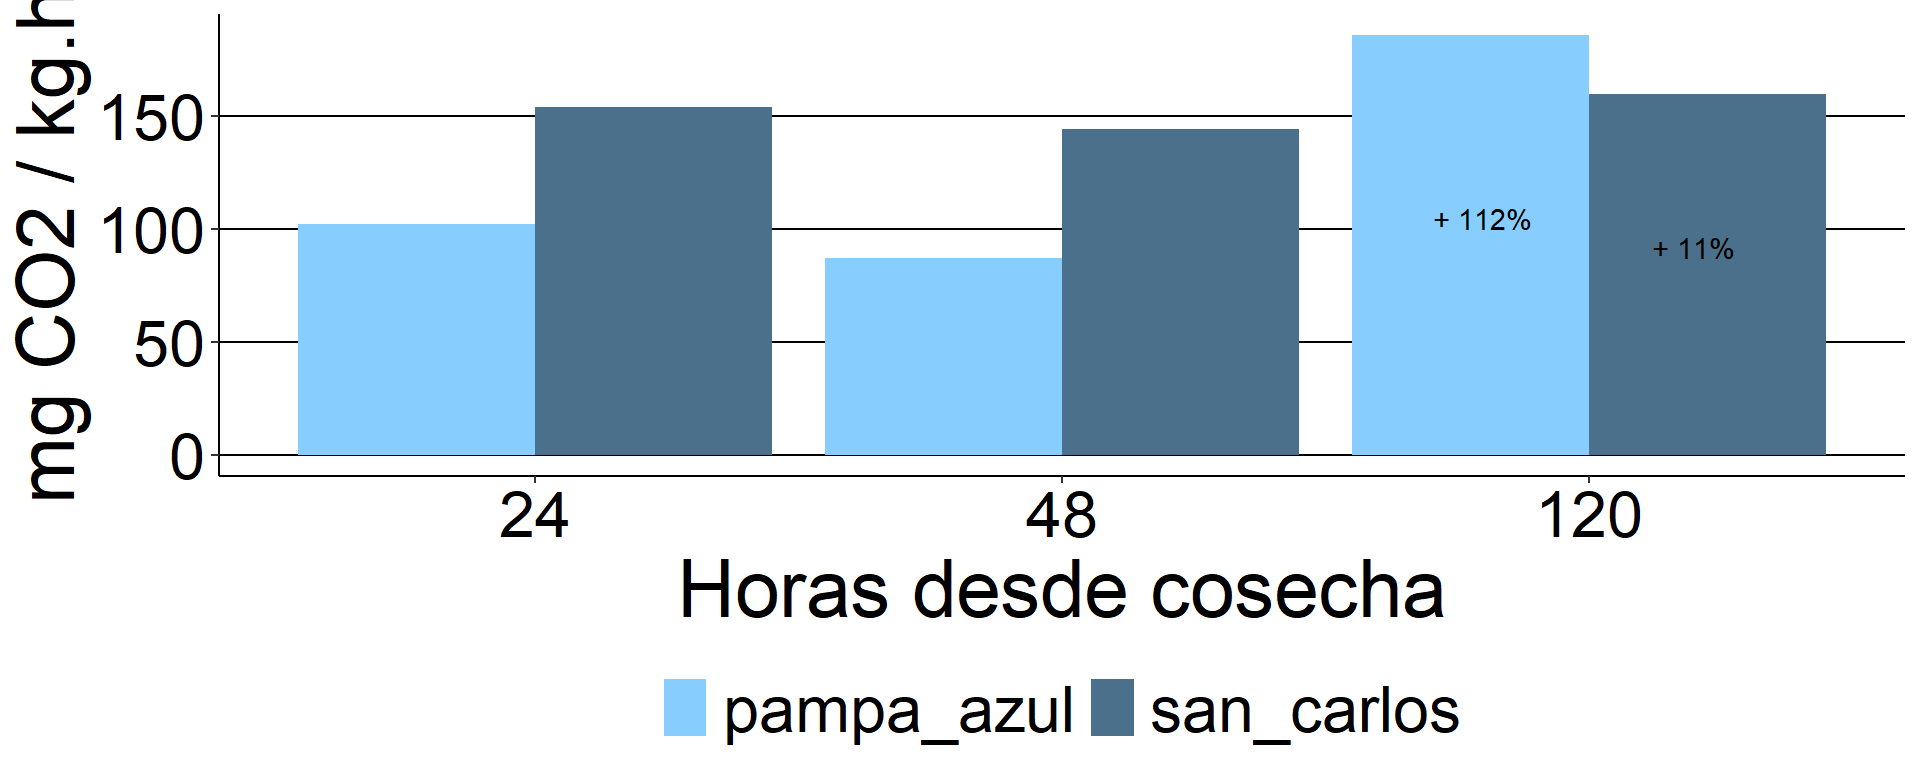 mg CO2 / kg.h
150
100
50
0
+ 112%
+ 11%
24 48 120
Horas desde cosecha
pampa_azul san_carlos